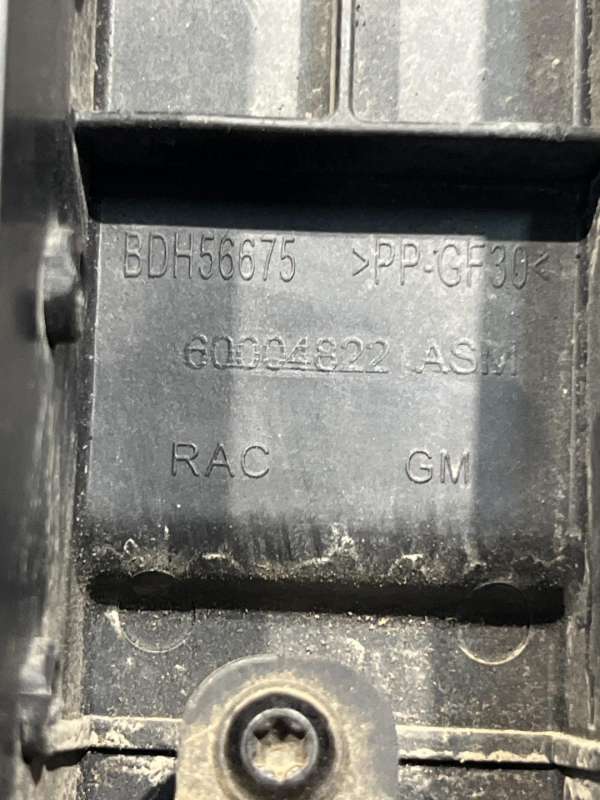 BDH56675 >PP-GF30<
60004822 ASM
RAC GM